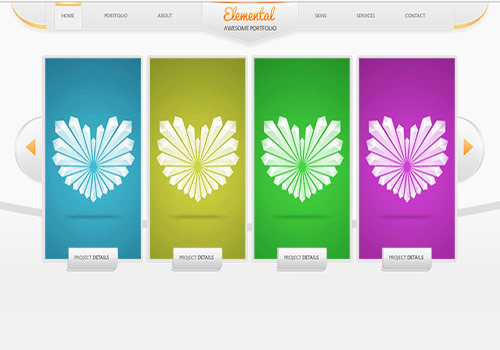 HOME PORTFOLIO ABOUT Elemental SKINS SERVICES CONTACT
AWESOME PORTFOLIO
PROJECT DETAILS PROJECT DETAILS PROJECT DETAILS PROJECT DETAILS